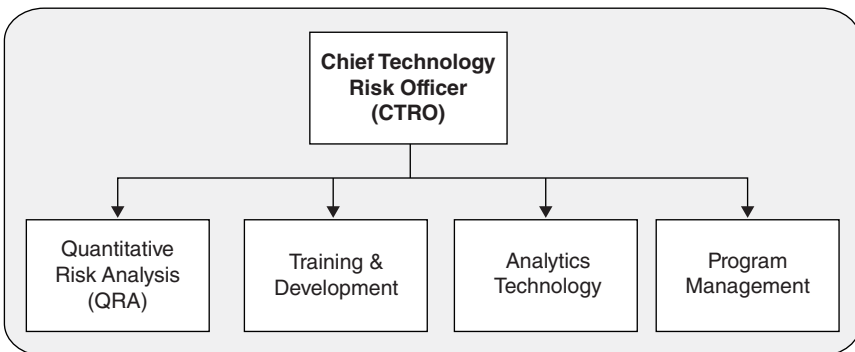 Chief Technology
Risk Officer
(CTRO)
Quantitative
Risk Analysis
(QRA)
Training &
Development
Analytics
Technology
Program
Management